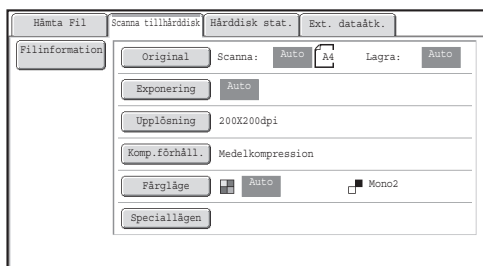 Hämta Fil Scanna tillhårddisk Hårddisk stat. Ext. dataåtk.
Filinformation
Original Scanna: Auto A4 Lagra: Auto
Exponering Auto
Upplösning 200X200dpi
Komp.förhåll. Medelkompression
Färgläge Auto Mono2
Speciallägen